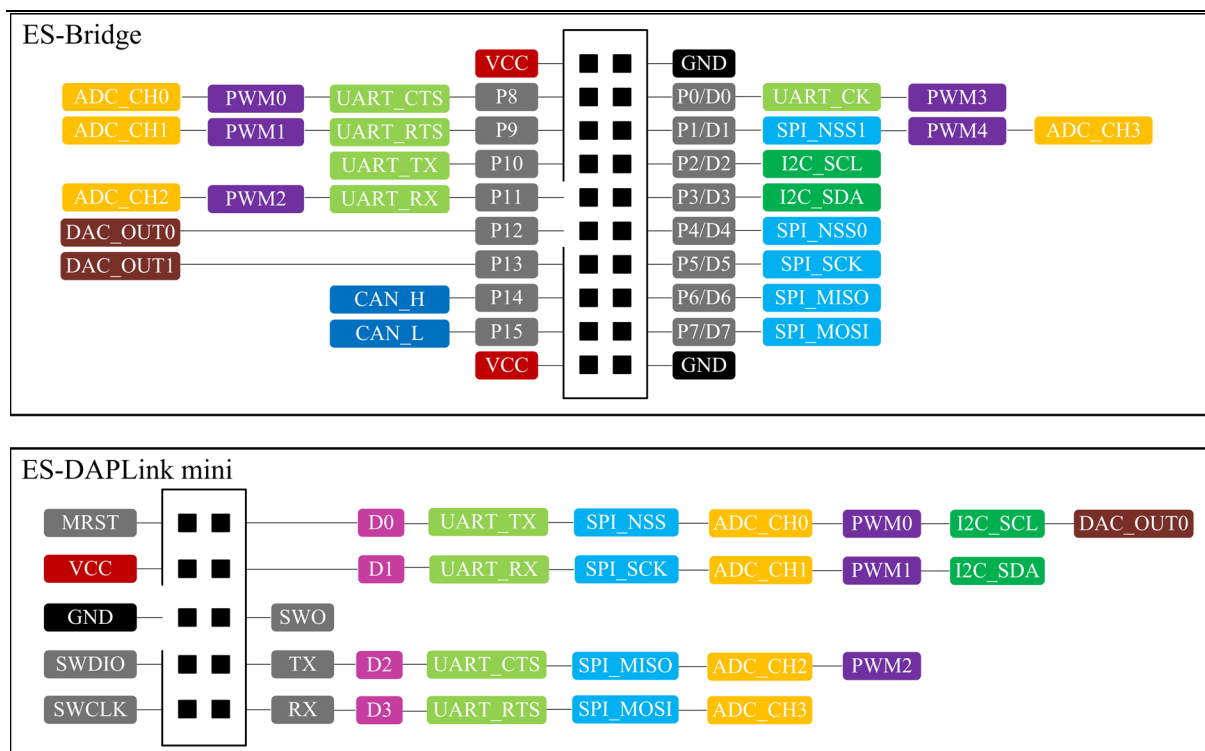 ES-Bridge
VCC GND
ADC_CH0 PWM0 UART_CTS P8 P0/D0 UART_CK PWM3
ADC_CH1 PWM1 UART_RTS P9 P1/D1 SPI_NSS1 PWM4 ADC_CH3
UART_TX P10 P2/D2 I2C_SCL
ADC_CH2 PWM2 UART_RX P11 P3/D3 I2C_SDA
DAC_OUT0 P12 P4/D4 SPI_NSS0
DAC_OUT1 P13 P5/D5 SPI_SCK
CAN_H P14 P6/D6 SPI_MISO
CAN_L P15 P7/D7 SPI_MOSI
VCC GND
ES-DAPLink mini
MRST D0 UART_TX SPI_NSS ADC_CH0 PWM0 I2C_SCL DAC_OUT0
VCC D1 UART_RX SPI_SCK ADC_CH1 PWM1 I2C_SDA
GND SWO
SWDIO TX D2 UART_CTS SPI_MISO ADC_CH2 PWM2
SWCLK RX D3 UART_RTS SPI_MOSI ADC_CH3